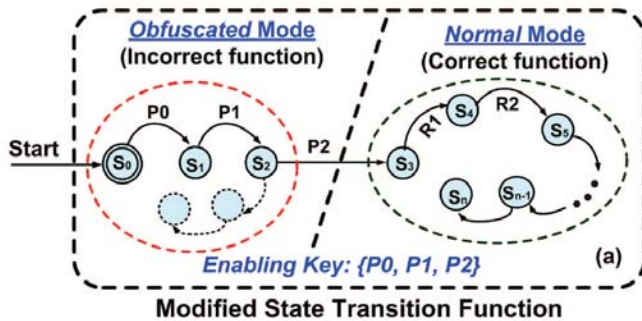 Obfuscated Mode
(Incorrect function)
Normal Mode
(Correct function)
Start
S0
P0
S1
P1
S2
P2
S3
R1
S4
R2
S5
Sn-1
Sn
Enabling Key: {P0, P1, P2}
(a)
Modified State Transition Function